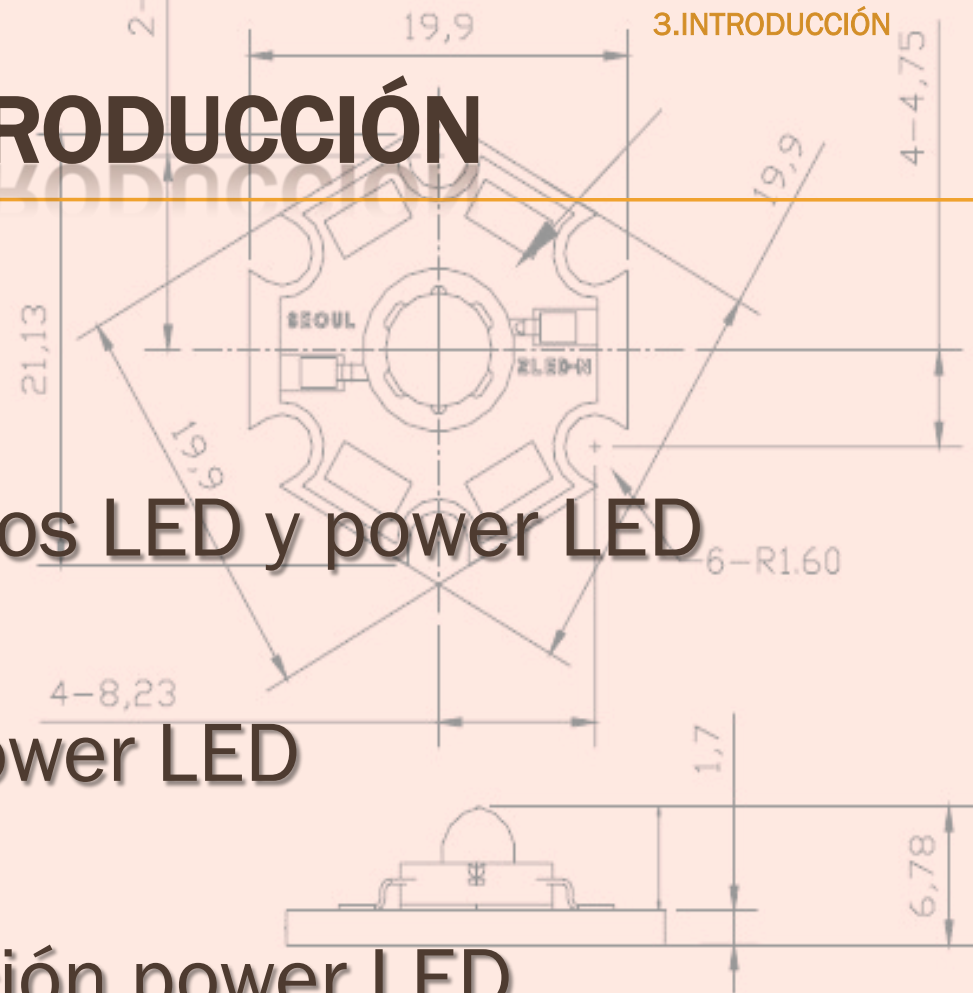 3.INTRODUCCIÓN
19,9
4-4,75
RODUCCIÓN
19,9
SEOUL
21,13
19,9
os LED y power LED
6-R1.60
4-8,23
ower LED
1,7
6,78
ión power LED